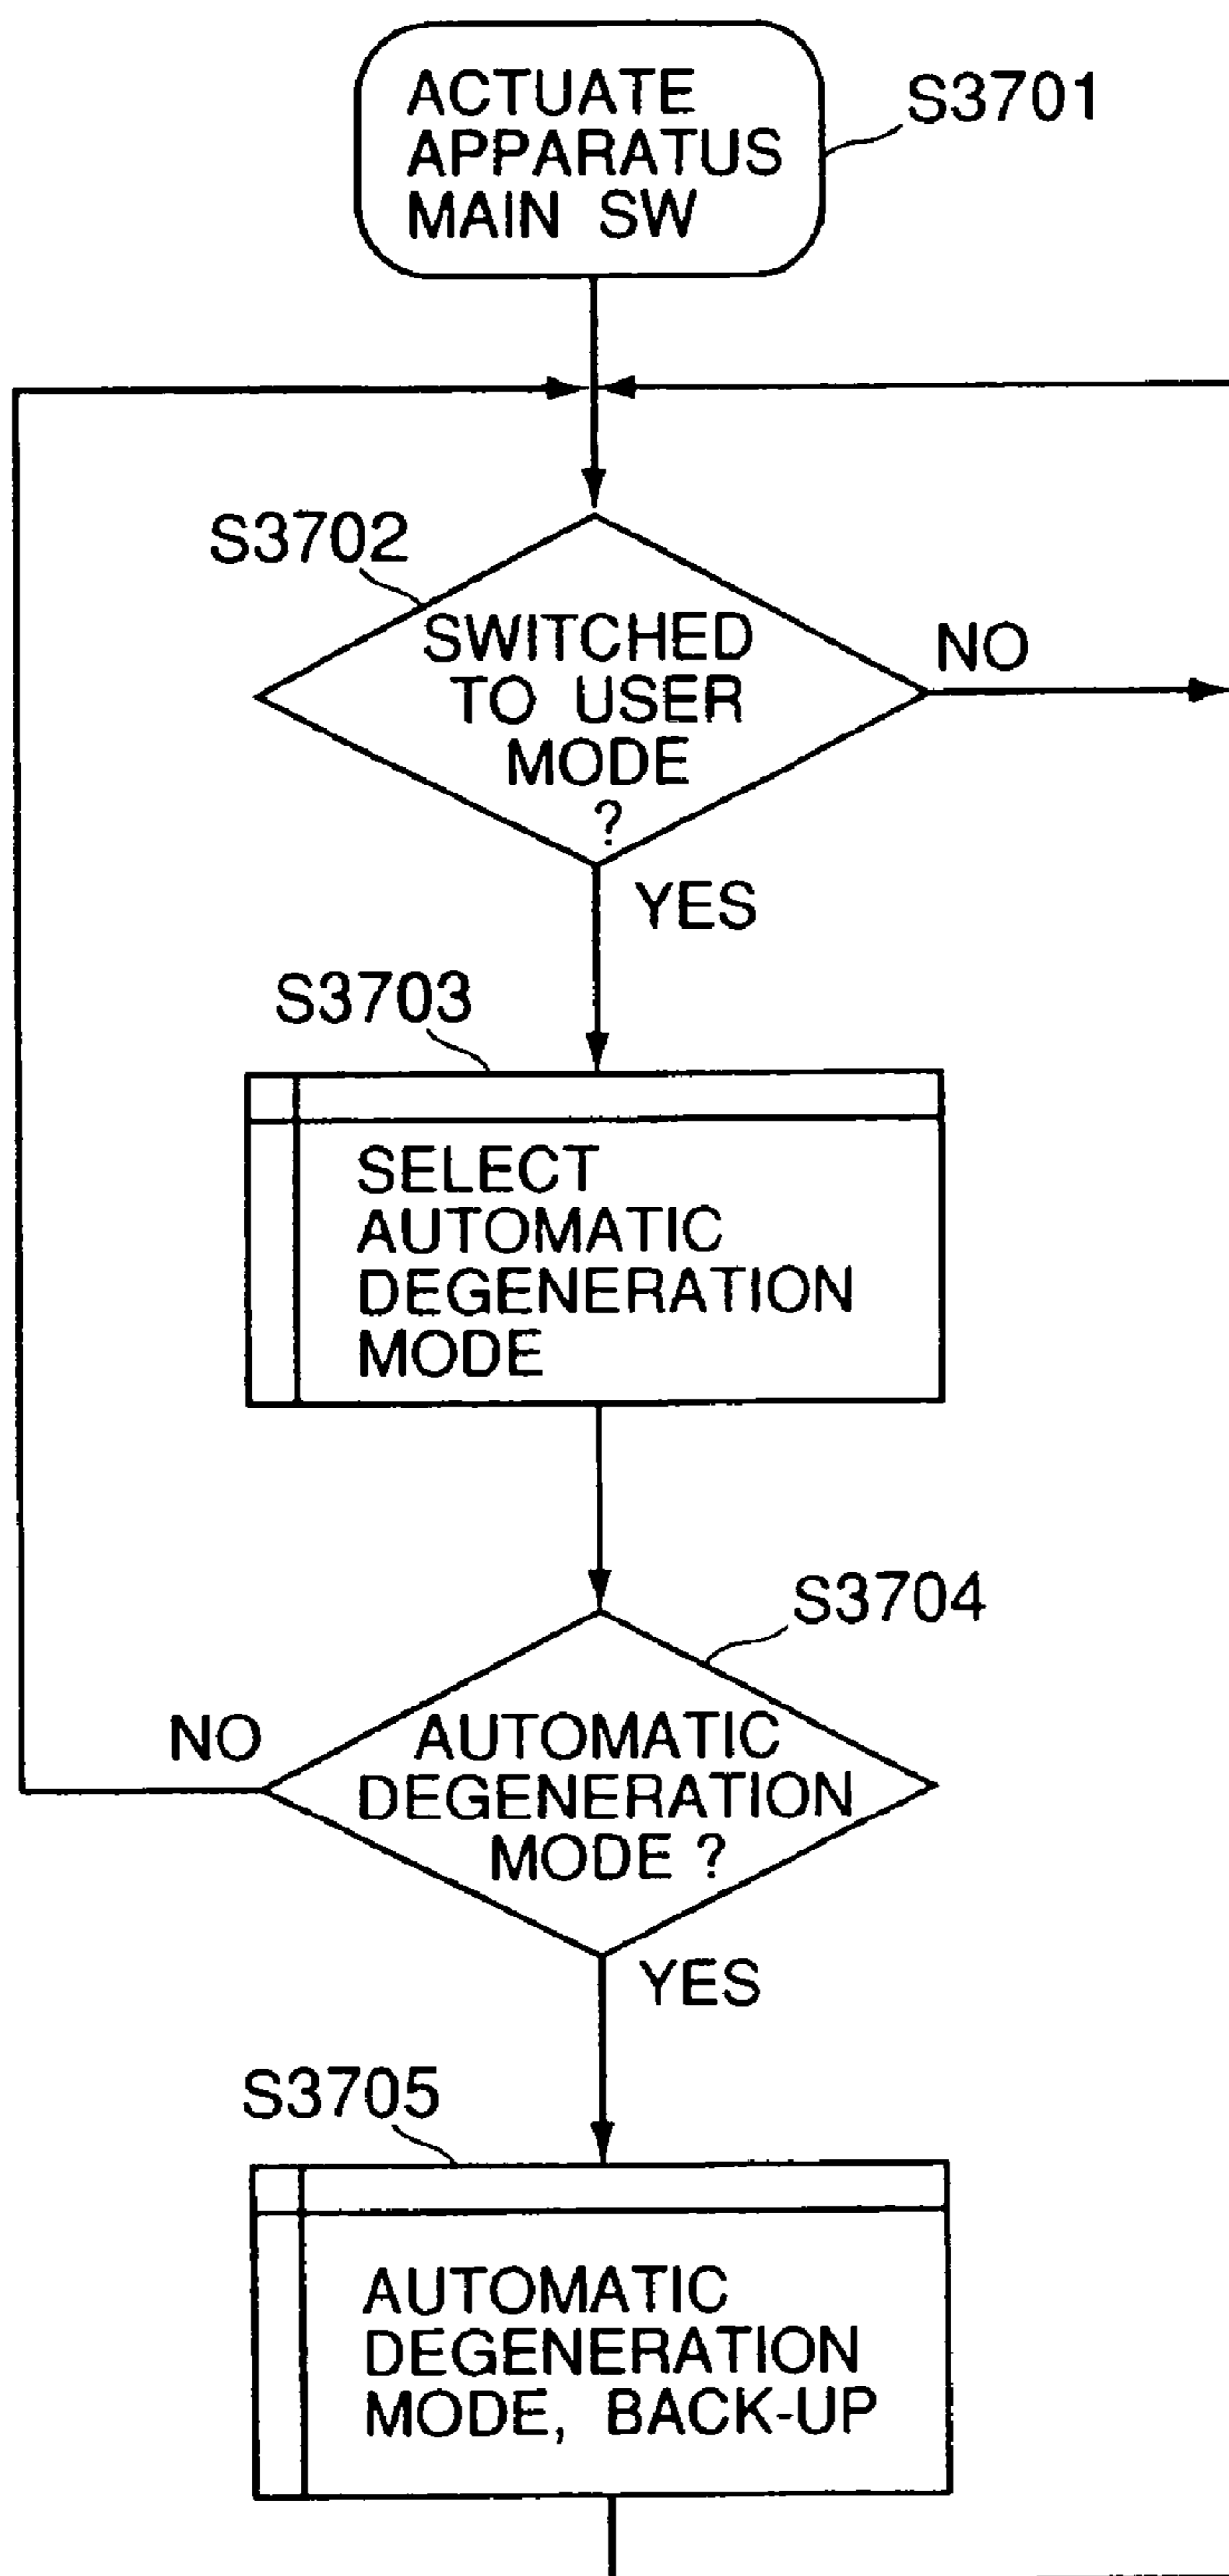 ACTUATE
APPARATUS
MAIN SW
S3701
S3702
SWITCHED
TO USER
MODE
?
NO
YES
S3703
SELECT
AUTOMATIC
DEGENERATION
MODE
S3704
NO
AUTOMATIC
DEGENERATION
MODE ?
YES
S3705
AUTOMATIC
DEGENERATION
MODE, BACK-UP